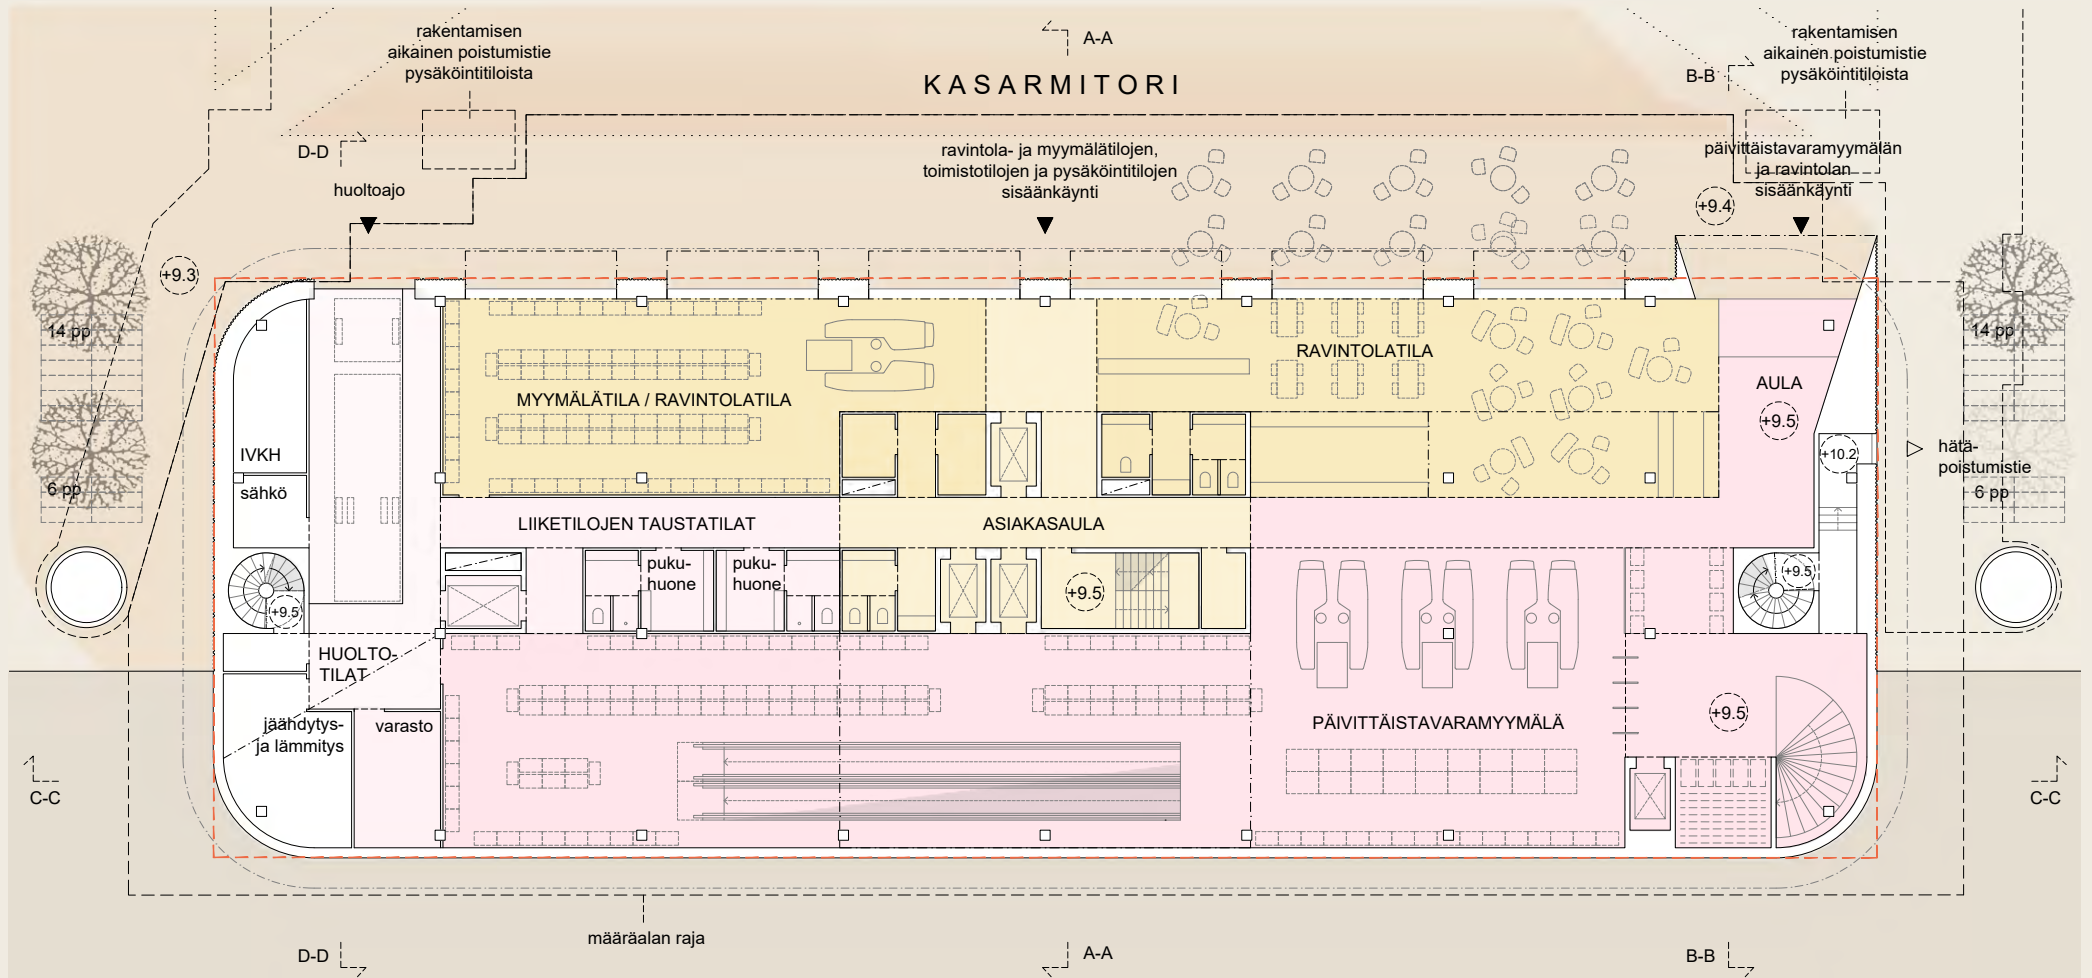 rakentamisen
aikainen poistumistie
pysäköintitiloista
A-A
KASARMITORI
B-B
rakentamisen
aikainen poistumistie
pysäköintitiloista
D-D
huoltoajo
ravintola- ja myymälätilojen,
toimistotilojen ja pysäköintitilojen
sisäänkäynti
päivittäistavaramyymälän
ja ravintolan
sisäänkäynti
+9.4
+9.3
14 pp
14 pp
RAVINTOLATILA
AULA
+9.5
MYYMÄLÄTILA / RAVINTOLATILA
IVKH
sähkö
+10.2
hätä-
poistumistie
6 pp
6 pp
LIIKETILOJEN TAUSTATILAT
ASIAKASAULA
puku-
huone
puku-
huone
+9.5
+9.5
+9.5
HUOLTO-
TILAT
jäähdytys-
ja lämmitys
varasto
PÄIVITTÄISTAVARAMYYMÄLÄ
+9.5
C-C
C-C
määräalan raja
D-D
A-A
B-B